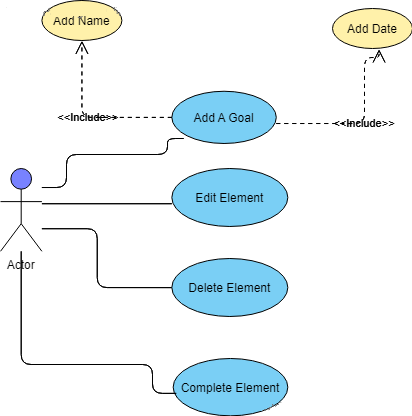 Add Name
Add Date
<<Include>>
Add A Goal
<<Include>>
Edit Element
Actor
Delete Element
Complete Element